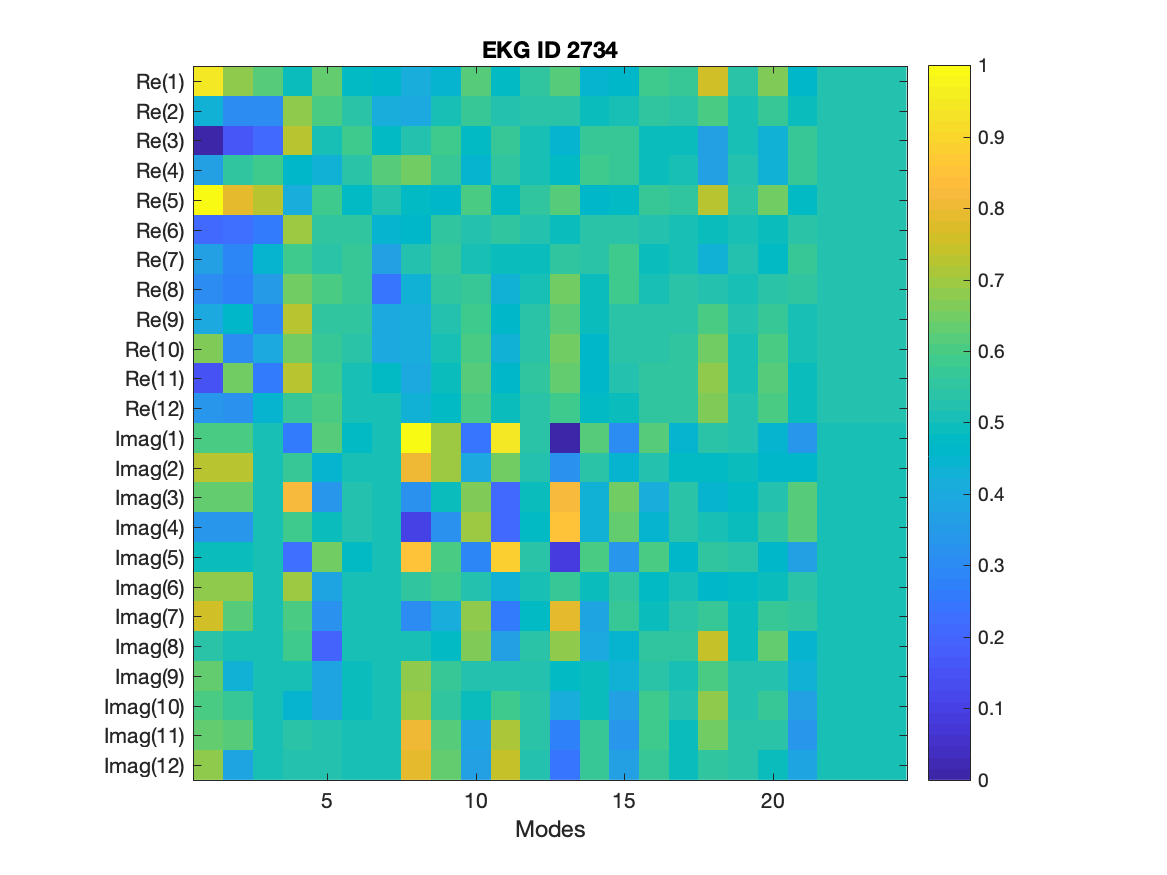 EKG ID 2734
Re(1)
Re(2)
Re(3)
Re(4)
Re(5)
Re(6)
Re(7)
Re(8)
Re(9)
Re(10)
Re(11)
Re(12)
Imag(1)
Imag(2)
Imag(3)
Imag(4)
Imag(5)
Imag(6)
Imag(7)
Imag(8)
Imag(9)
Imag(10)
Imag(11)
Imag(12)
5 10 15 20
Modes
1
0.9
0.8
0.7
0.6
0.5
0.4
0.3
0.2
0.1
0